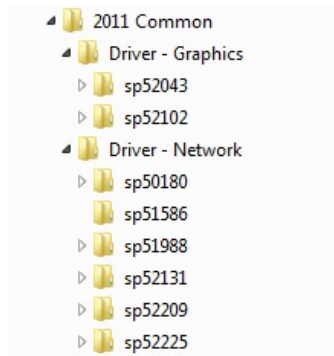 2011 Common
Driver - Graphics
sp52043
sp52102
Driver - Network
sp50180
sp51586
sp51988
sp52131
sp52209
sp52225